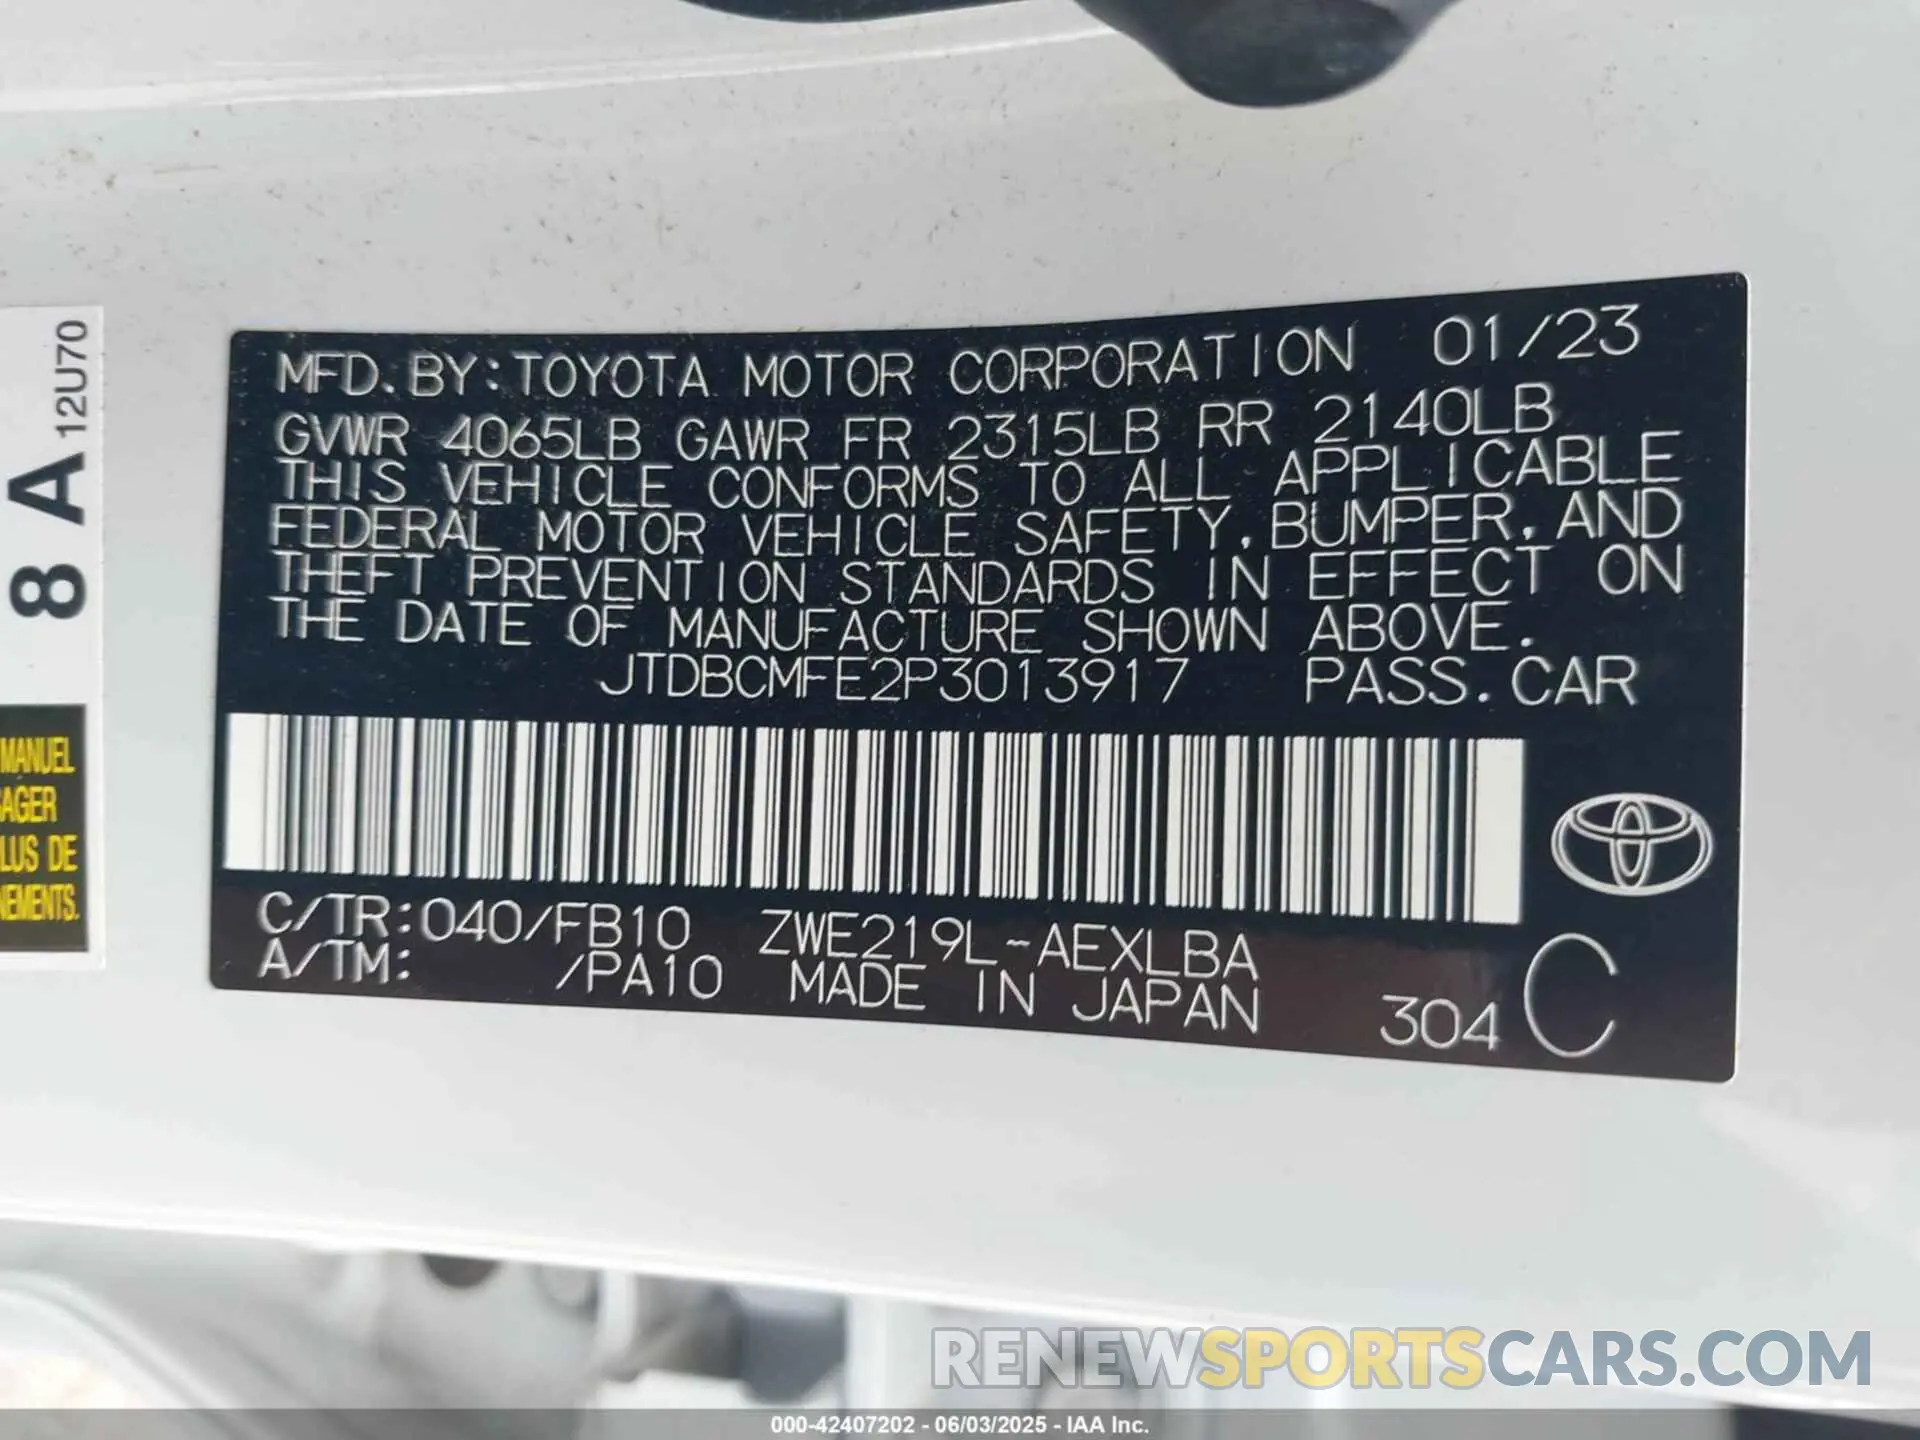 8 A 12U70
MANUEL
LUS DE
MFD. BY: TOYOTA MOTOR CORPORATION 01/23
GVWR 4065LB GAWR FR 2315LB RR 2140LB
THIS VEHICLE CONFORMS TO ALL APPLICABLE
FEDERAL MOTOR VEHICLE SAFETY, BUMPER, AND
THEFT PREVENTION STANDARDS IN EFFECT ON
THE DATE OF MANUFACTURE SHOWN ABOVE.
JTDBCMFE2P3013917 PASS. CAR
C/TR: 040/FB10 ZWE219L-AEXLBA
A/TM: /PA10 MADE IN JAPAN 304 C
RENEWSPORTSCARS.COM
000-42407202 - 06/03/2025 - IAA Inc.